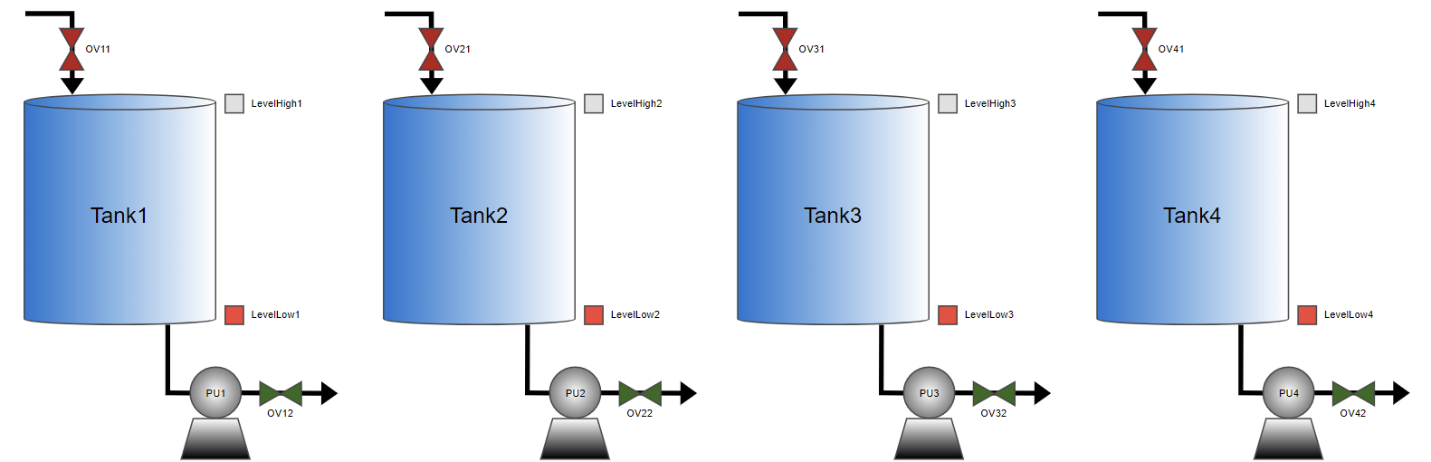 OV11
OV21
OV31
OV41
LevelHigh1
LevelHigh2
LevelHigh3
LevelHigh4
Tank1
Tank2
Tank3
Tank4
LevelLow1
LevelLow2
LevelLow3
LevelLow4
PU1
PU2
PU3
PU4
OV12
OV22
OV32
OV42